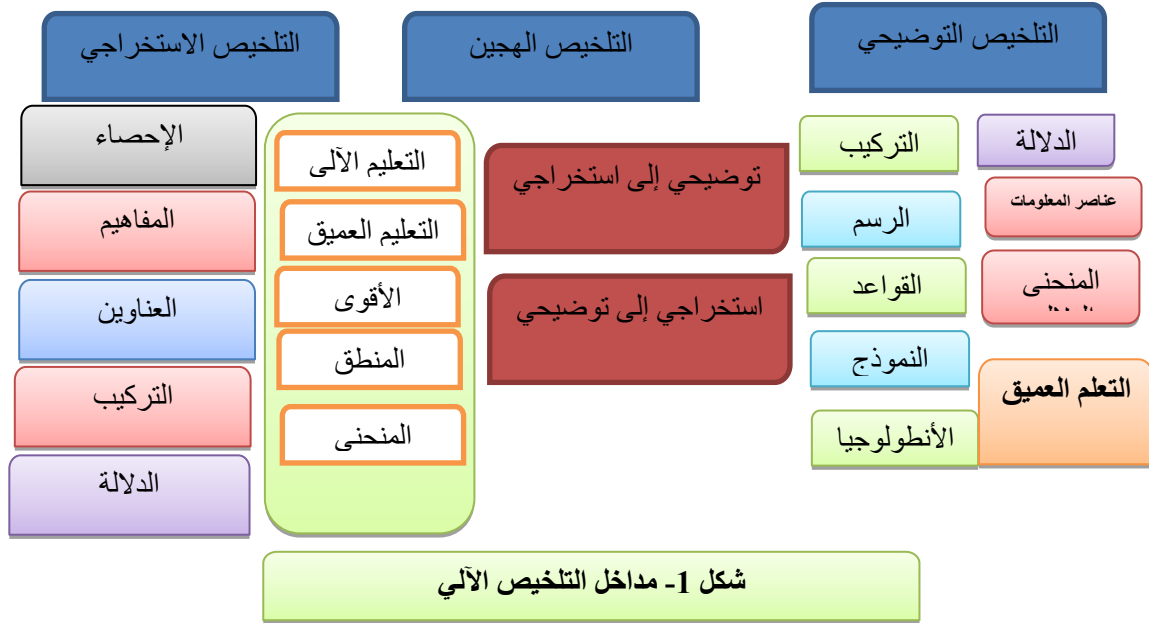 التلخيص التوضيحي
التلخيص الهجين
التلخيص الاستخراجي
الدلالة
التركيب
عناصر المعلومات
الرسم
المنحنى
القواعد
النموذج
التعلم العميق
الأنطولوجيا
توضيحي إلى استخراجي
استخراجي إلى توضيحي
التعليم الآلى
التعليم العميق
الأقوى
المنطق
المنحنى
الإحصاء
المفاهيم
العناوين
التركيب
الدلالة
شكل 1- مداخل التلخيص الآلي